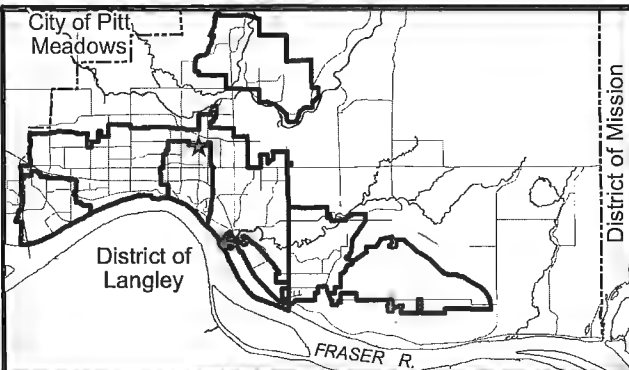 City of Pitt
Meadows
District of Mission
District of
Langley
FRASER R.